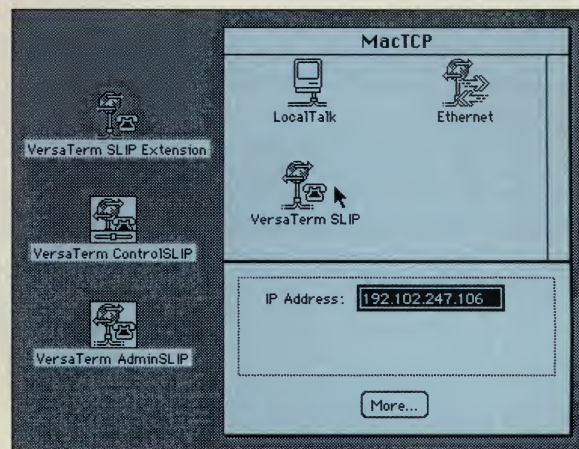 MacTCP
LocalTalk
Ethernet
VersaTerm SLIP Extension
VersaTerm SLIP
VersaTerm ControlSLIP
IP Address: 192.102.247.106
VersaTerm AdminSLIP
More...